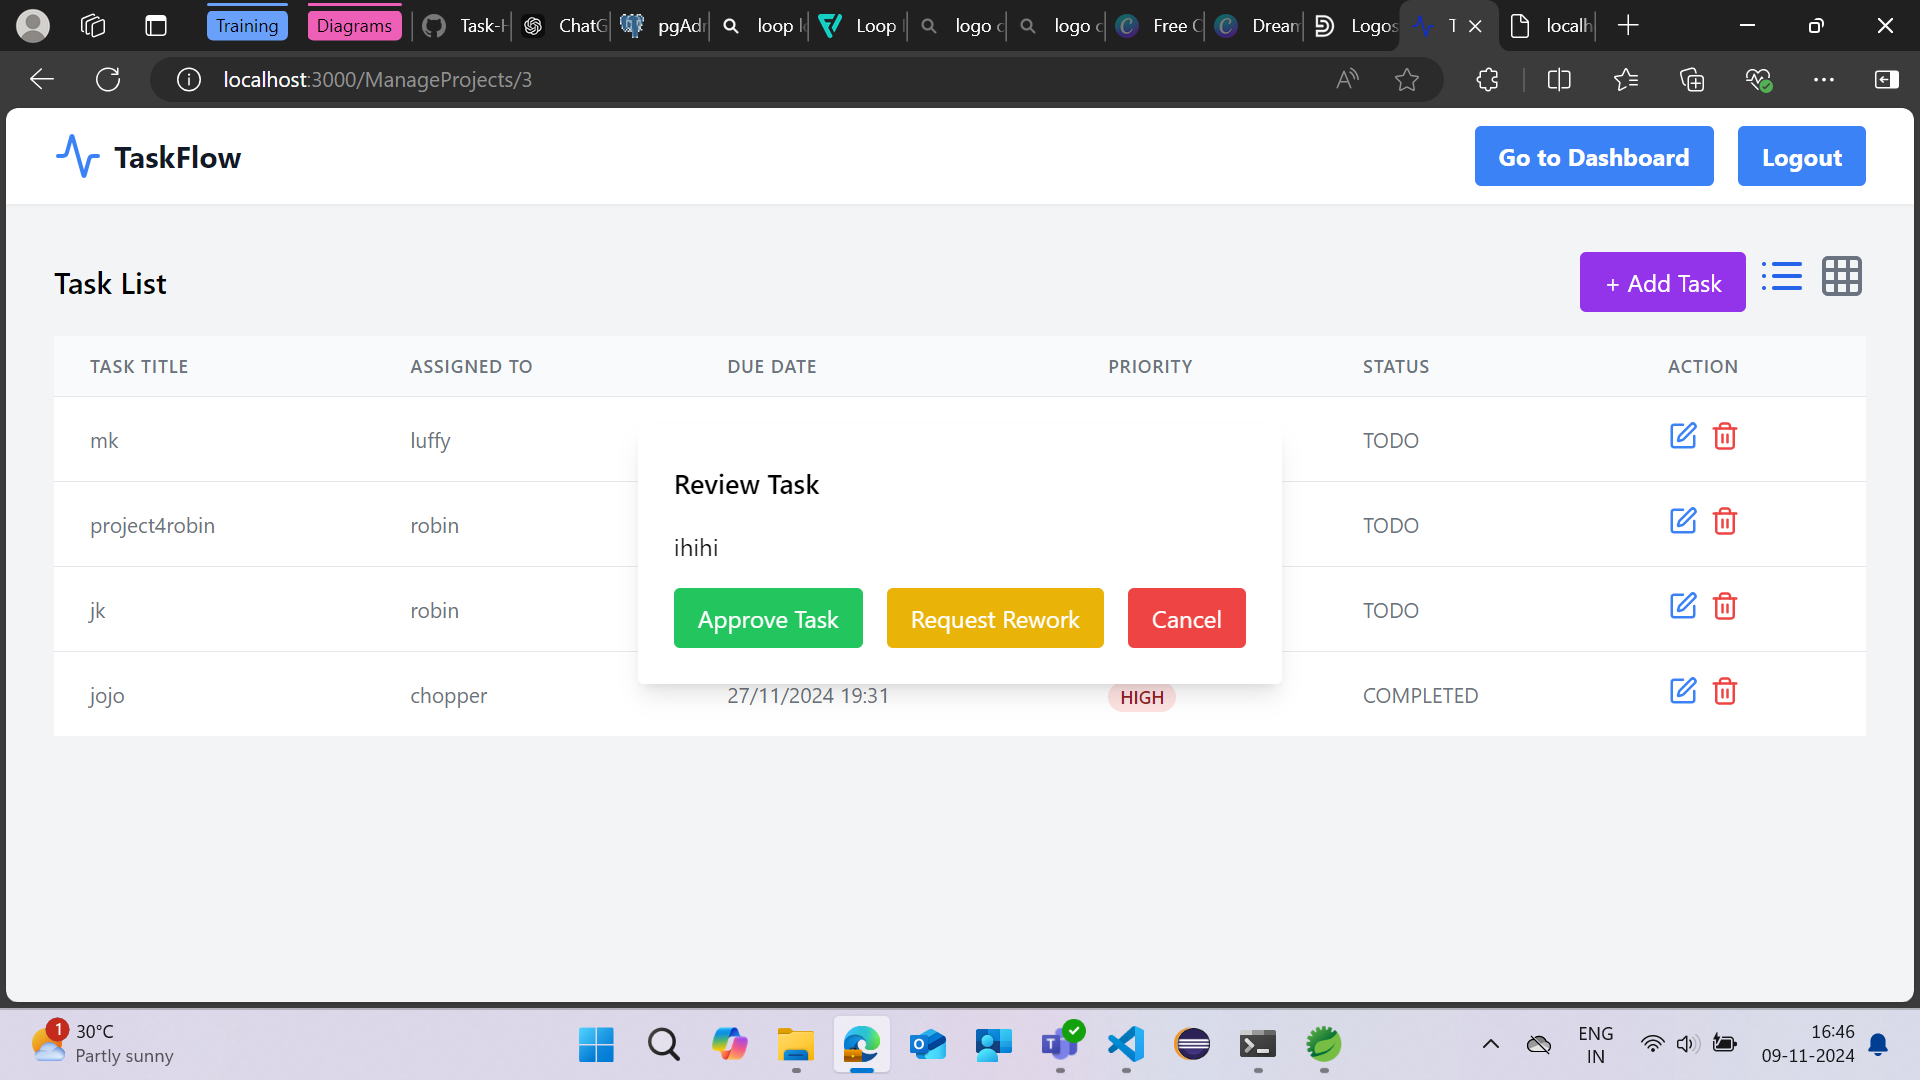 Training
Diagrams
Task-H
ChatG
pgAdr
loop l
Loop
logo c
logo c
Free C
Dream
Logos
T
localh
localhost:3000/ManageProjects/3
TaskFlow
Go to Dashboard
Logout
Task List
+ Add Task
TASK TITLE ASSIGNED TO DUE DATE PRIORITY STATUS ACTION
mk luffy TODO
project4robin robin TODO
jk robin TODO
jojo chopper 27/11/2024 19:31 HIGH COMPLETED
Review Task
ihihi
Approve Task
Request Rework
Cancel
1
30°C
Partly sunny
ENG
IN
16:46
09-11-2024